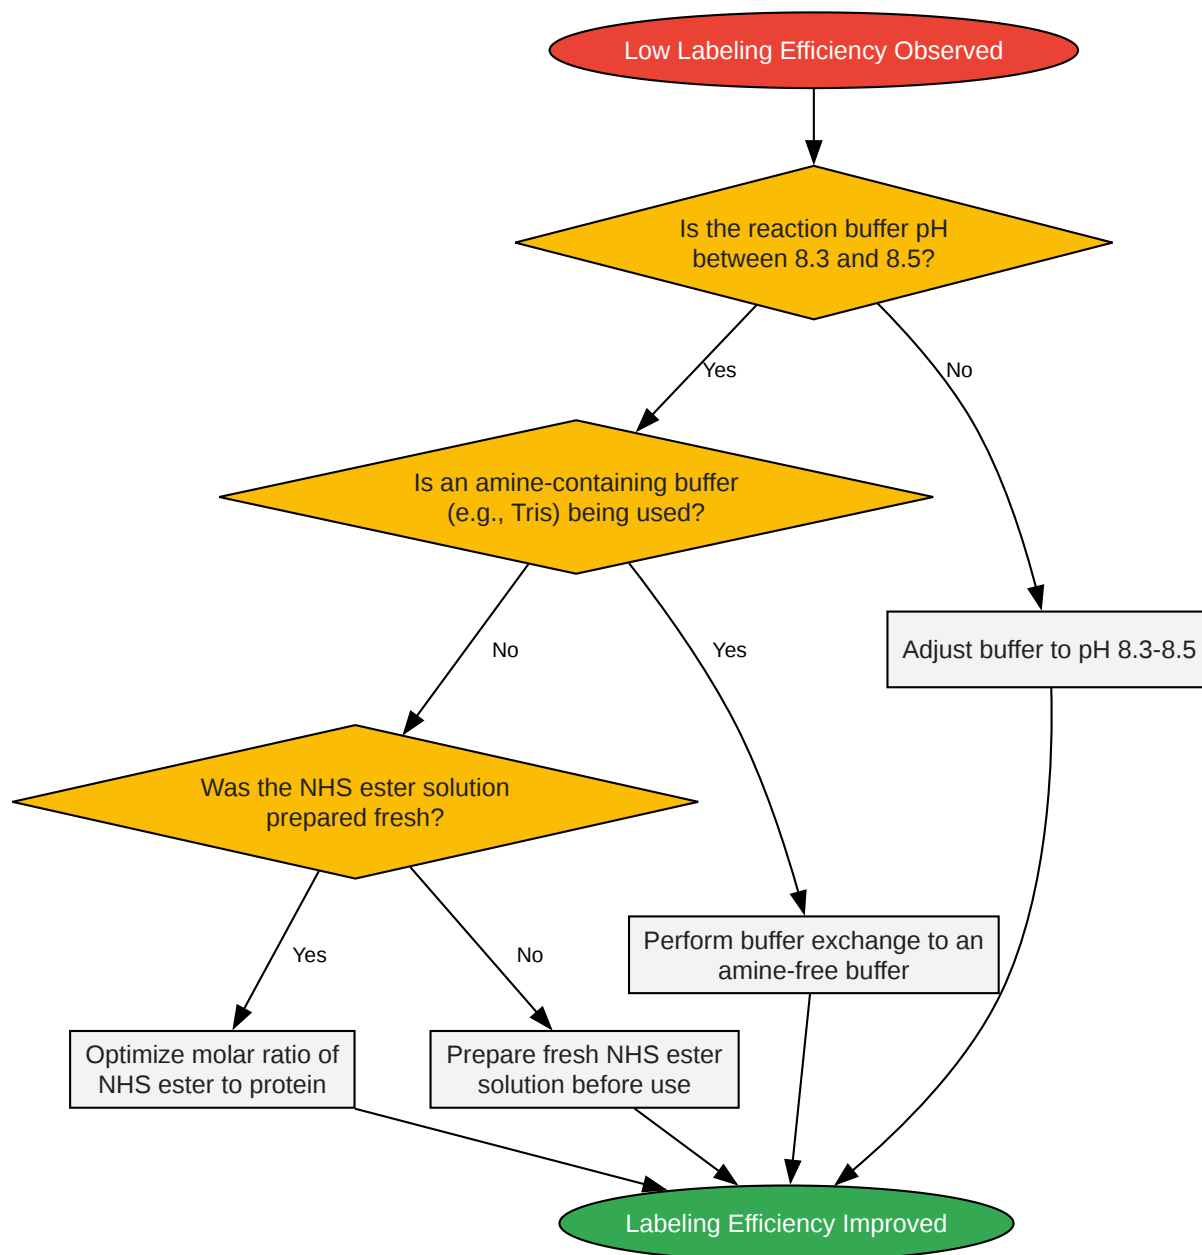 Low Labeling Efficiency Observed
Is the reaction buffer pH
between 8.3 and 8.5?
Yes
No
Is an amine-containing buffer
(e.g., Tris) being used?
No
Yes
Adjust buffer to pH 8.3-8.5
Was the NHS ester solution
prepared fresh?
Yes
No
Perform buffer exchange to an
amine-free buffer
Optimize molar ratio of
NHS ester to protein
Prepare fresh NHS ester
solution before use
Labeling Efficiency Improved